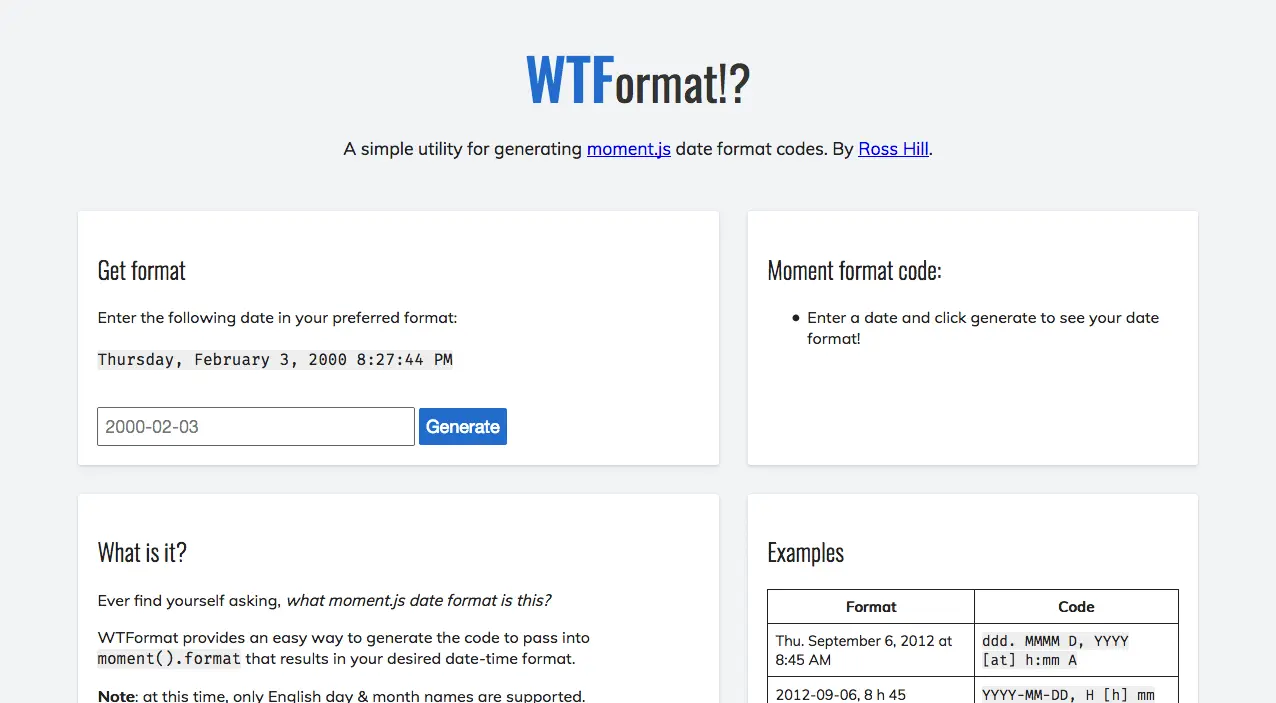 WTFormat!?
A simple utility for generating moment.js date format codes. By Ross Hill.
Get format
Enter the following date in your preferred format:
Thursday, February 3, 2000 8:27:44 PM
2000-02-03
Generate
Moment format code:
Enter a date and click generate to see your date
format!
What is it?
Ever find yourself asking, what moment.js date format is this?
WTFormat provides an easy way to generate the code to pass into
moment().format that results in your desired date-time format.
Note: at this time, only English day & month names are supported.
Examples
Format Code
Thu. September 6, 2012 at ddd. MMMM D, YYYY
8:45 AM [at] h:mm A
2012-09-06, 8 h 45 YYYY-MM-DD, H [h] mm